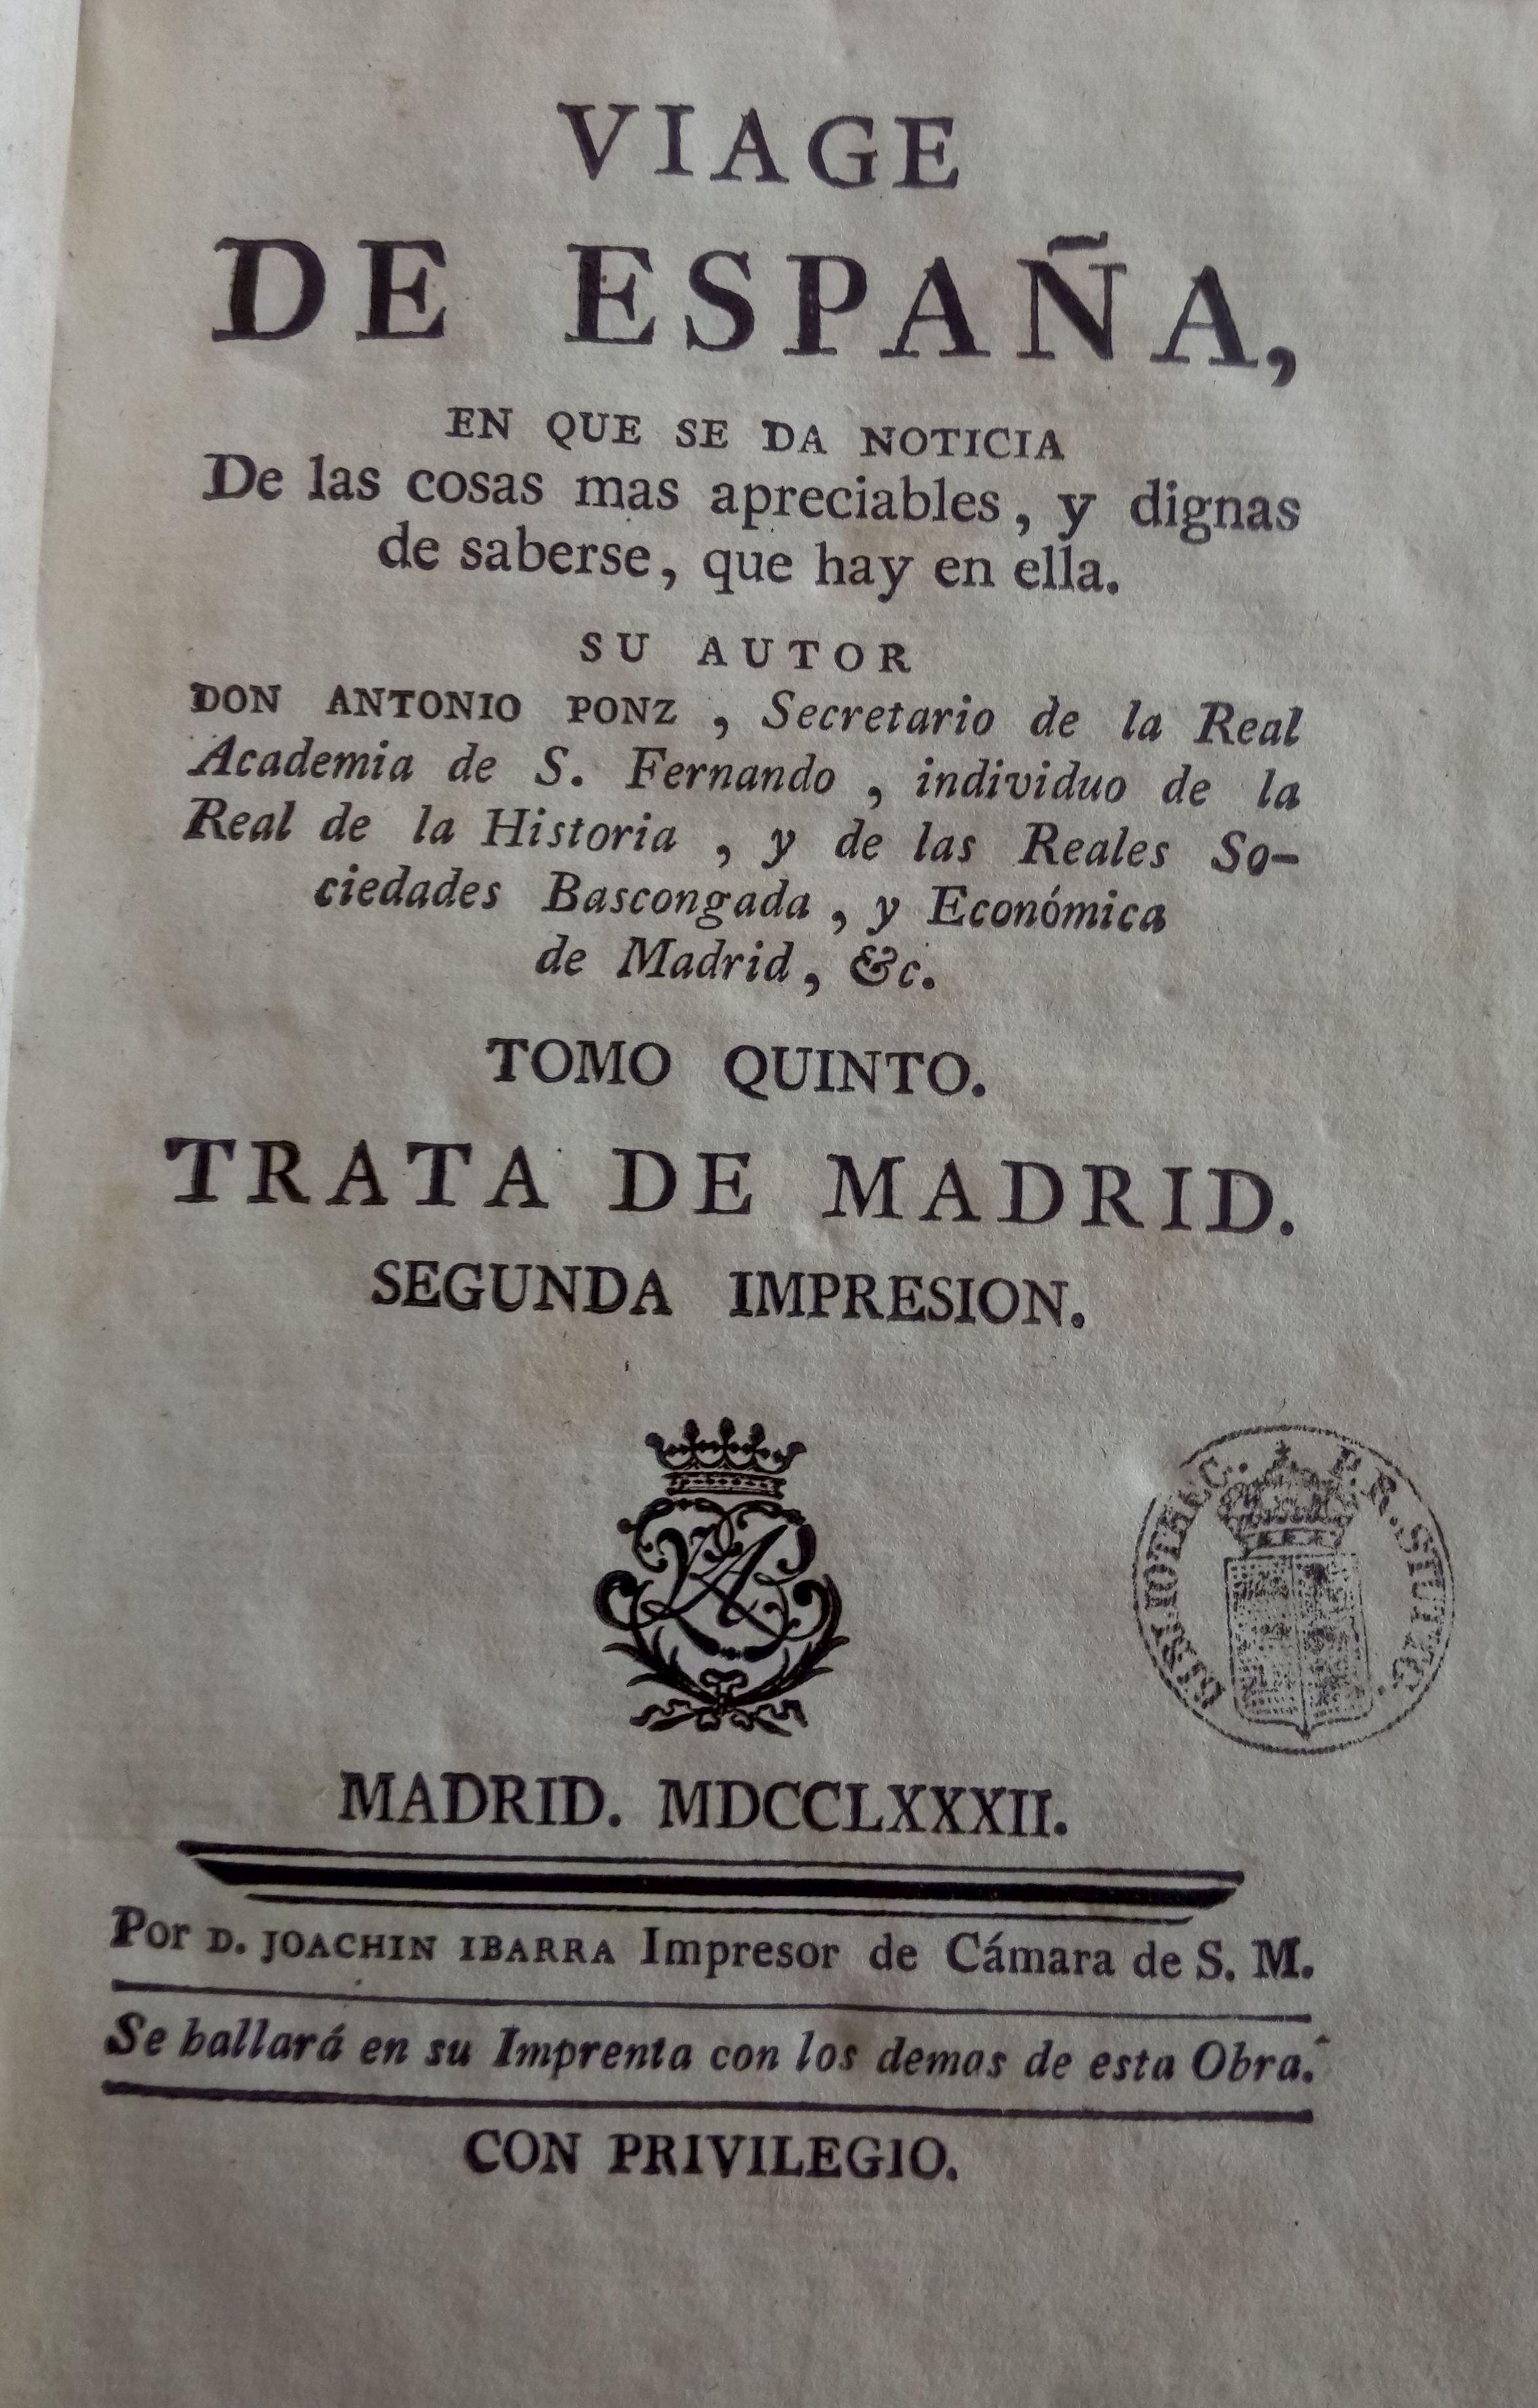 VIAGE
DE ESPAÑA,
EN QUE SE DA NOTICIA
De las cosas mas apreciables, y dignas
de saberse, que hay en ella.
SU AUTOR
DON ANTONIO PONZ, Secretario de la Real
Academia de S. Fernando, individuo de la
Real de la Historia, y de las Reales So-
ciedades Bascongada, y Económica
de Madrid, &c.
TOMO QUINTO.
TRATA DE MADRID.
SEGUNDA IMPRESION.
MADRID. MDCCLXXXII.
Por D. JOACHIN IBARRA Impresor de Cámara de S. M.
Se hallará en su Imprenta con los demas de esta Obra.
CON PRIVILEGIO.